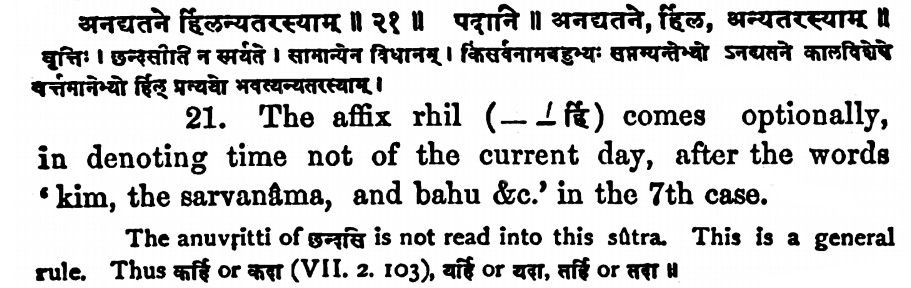 अनद्यतने र्हिलन्यतरस्याम् ॥ २१ ॥ पदानि ॥ अनद्यतने, र्हिल, अन्यतरस्याम् ॥
वृत्तिः । छन्दसीति न स्मर्यते । सामान्येन विधानम् । किंसर्वनामबहुभ्यः सप्तम्यन्तेभ्यो ऽनद्यतने कालविशेषे
वर्त्तमानेभ्यो र्हिल् प्रत्ययो भवत्यन्यतरस्याम् ।
21. The affix rhil (— ⊥́ र्हि) comes optionally,
in denoting time not of the current day, after the words
‘ kim, the sarvanâma, and bahu &c.’ in the 7th case.
The anuvṛitti of छन्दसि is not read into this sûtra. This is a general
rule. Thus कर्हि or कदा (VII. 2. 103), यर्हि or यदा, तर्हि or तदा ॥